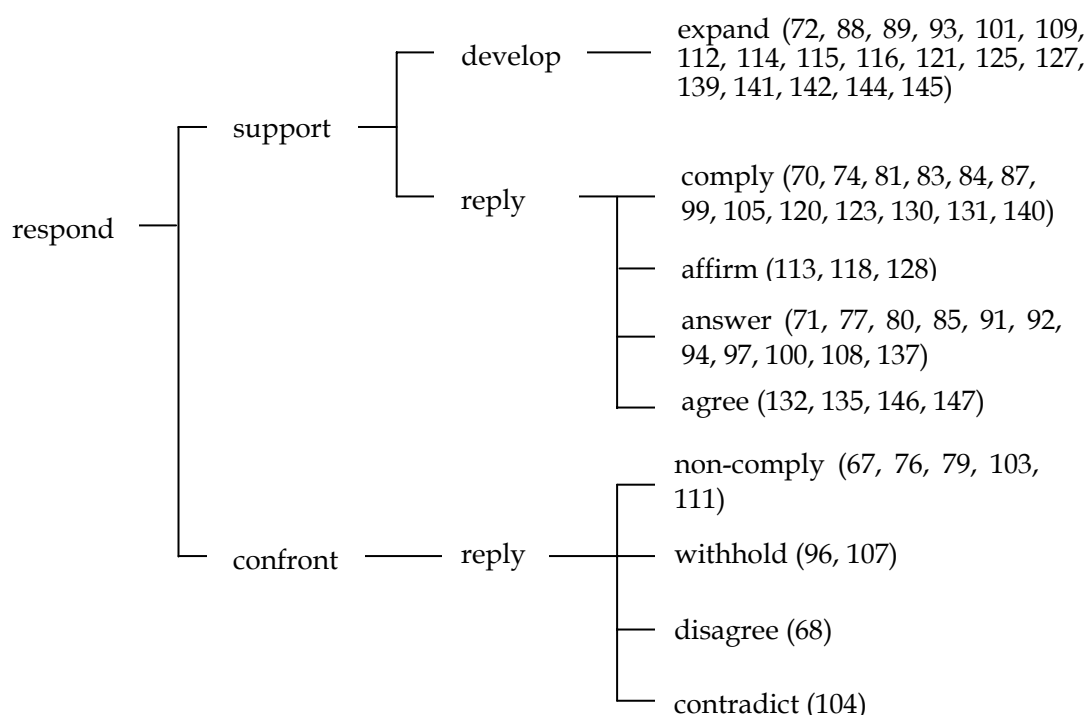 expand (72, 88, 89, 93, 101, 109,
develop
112, 114, 115, 116, 121, 125, 127,
139, 141, 142, 144, 145)
support
comply (70, 74, 81, 83, 84, 87,
reply
99, 105, 120, 123, 130, 131, 140)
respond
affirm (113, 118, 128)
answer (71, 77, 80, 85, 91, 92,
94, 97, 100, 108, 137)
agree (132, 135, 146, 147)
non-comply (67, 76, 79, 103,
111)
confront
reply
withhold (96, 107)
disagree (68)
contradict (104)